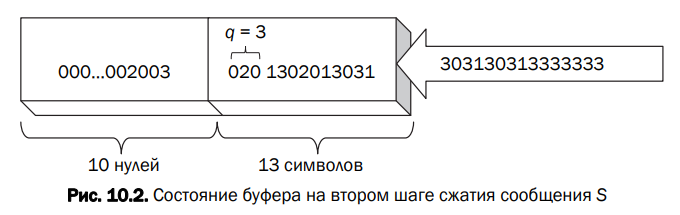 q = 3
000...002003
020 1302013031
303130313333333
10 нулей
13 символов
Рис. 10.2. Состояние буфера на втором шаге сжатия сообщения S